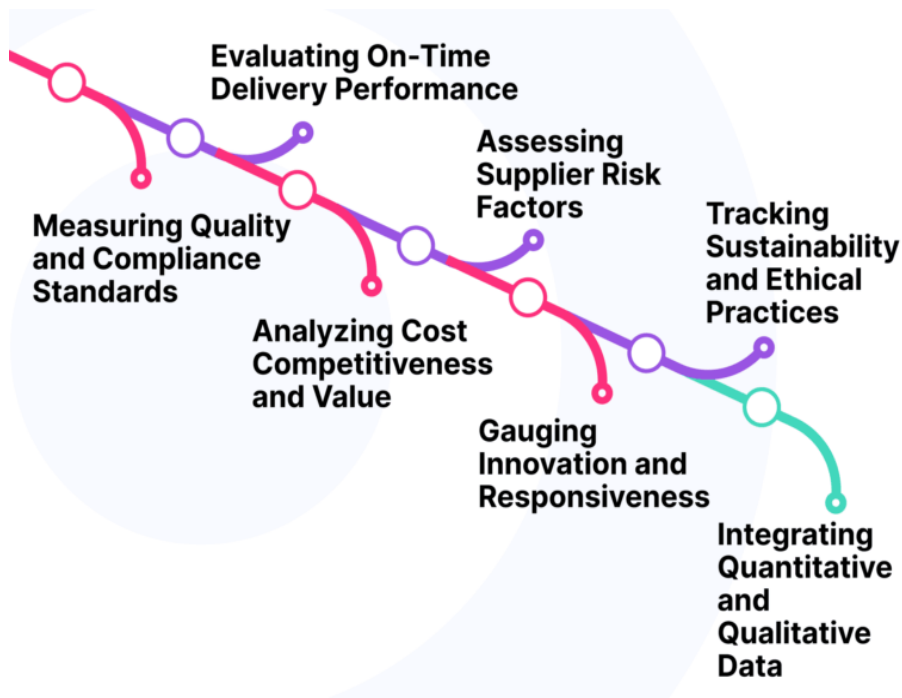 Evaluating On-Time
Delivery Performance
Measuring Quality
and Compliance
Standards
Assessing
Supplier Risk
Factors
Analyzing Cost
Competitiveness
and Value
Tracking
Sustainability
and Ethical
Practices
Gauging
Innovation and
Responsiveness
Integrating
Quantitative
and
Qualitative
Data